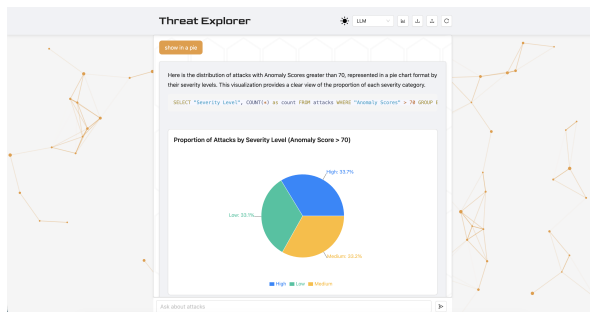 Threat Explorer
LLM
show in a pie
Here is the distribution of attacks with Anomaly Scores greater than 70, represented in a pie chart format by
their severity levels. This visualization provides a clear view of the proportion of each severity category.
SELECT "Severity Level", COUNT(*) as count FROM attacks WHERE "Anomaly Scores" > 70 GROUP
Proportion of Attacks by Severity Level (Anomaly Score > 70)
High: 33.7%
Low: 33.1%
Medium: 33.2%
High Low Medium
Ask about attacks